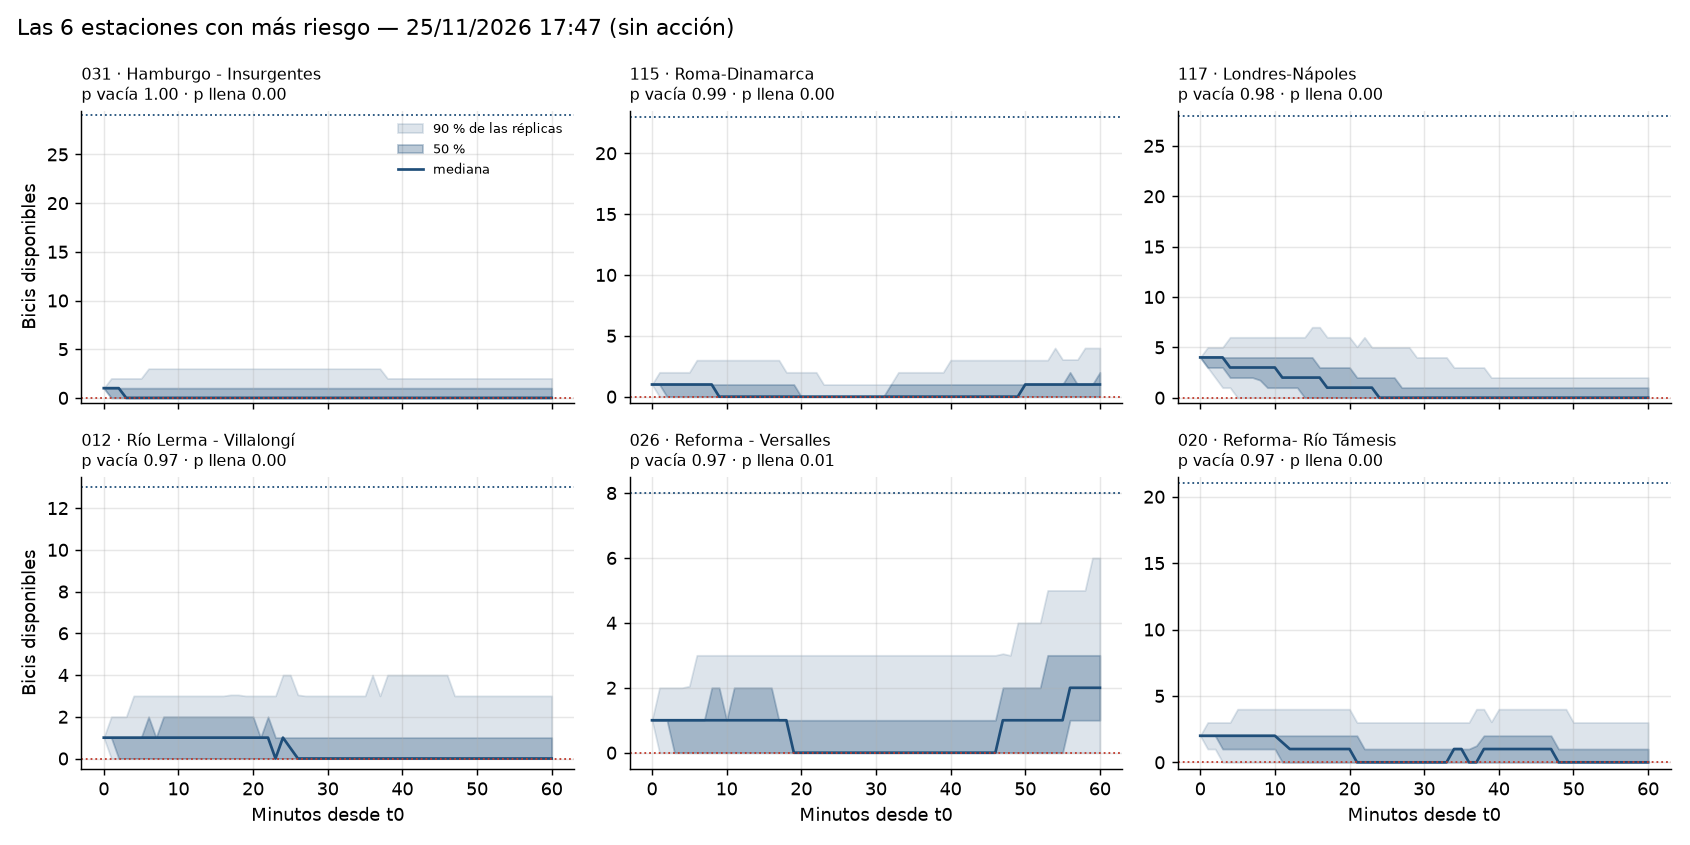 Las 6 estaciones con más riesgo — 25/11/2026 17:47 (sin acción)
031 · Hamburgo - Insurgentes
p vacía 1.00 · p llena 0.00
90 % de las réplicas
50 %
mediana
25
20
15
10
5
0
Bicis disponibles
115 · Roma-Dinamarca
p vacía 0.99 · p llena 0.00
20
15
10
5
0
117 · Londres-Nápoles
p vacía 0.98 · p llena 0.00
25
20
15
10
5
0
012 · Río Lerma - Villalongí
p vacía 0.97 · p llena 0.00
12
10
8
6
4
2
0
Bicis disponibles
0 10 20 30 40 50 60
Minutos desde t0
026 · Reforma - Versalles
p vacía 0.97 · p llena 0.01
8
6
4
2
0
0 10 20 30 40 50 60
Minutos desde t0
020 · Reforma- Río Támesis
p vacía 0.97 · p llena 0.00
20
15
10
5
0
0 10 20 30 40 50 60
Minutos desde t0